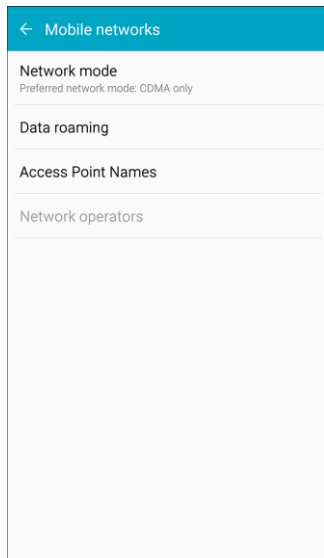 Mobile networks
Network mode
Preferred network mode: CDMA only
Data roaming
Access Point Names
Network operators